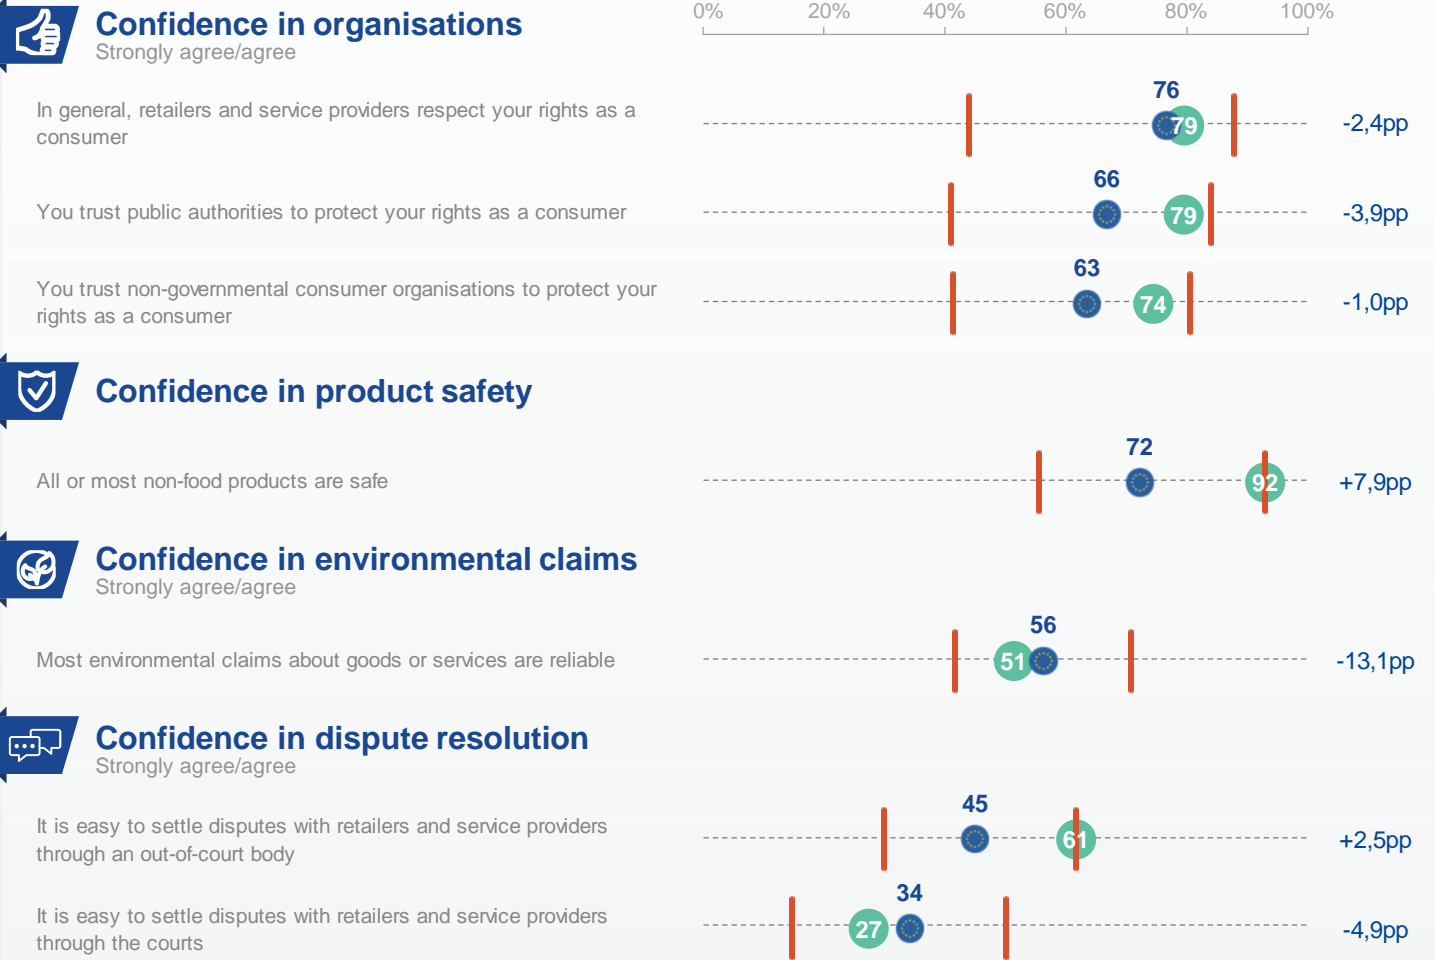 Confidence in organisations
Strongly agree/agree
0% 20% 40% 60% 80% 100%
In general, retailers and service providers respect your rights as a
consumer
76
79
-2,4pp
You trust public authorities to protect your rights as a consumer
66
79
-3,9pp
You trust non-governmental consumer organisations to protect your
rights as a consumer
63
74
-1,0pp
Confidence in product safety
All or most non-food products are safe
72
92
+7,9pp
Confidence in environmental claims
Strongly agree/agree
Most environmental claims about goods or services are reliable
56
51
-13,1pp
Confidence in dispute resolution
Strongly agree/agree
It is easy to settle disputes with retailers and service providers
through an out-of-court body
45
61
+2,5pp
It is easy to settle disputes with retailers and service providers
through the courts
34
27
-4,9pp